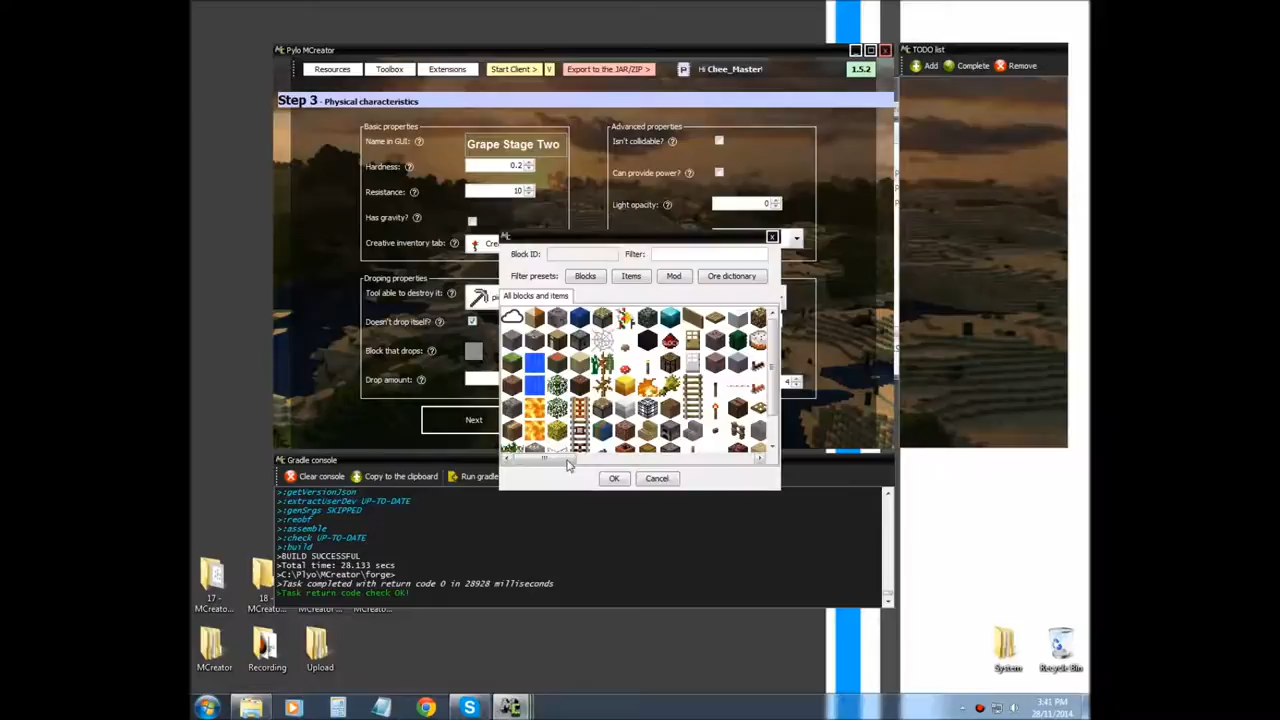 Pylo MCreator
TODO list
Resources
Toolbox
Extensions
Start Client >
V
Export to the JAR/ZIP >
P
Hi Chee_Master!
1.5.2
Add
Complete
Remove
Step 3 - Physical characteristics
Basic properties
Advanced properties
Name in GUI:
Grape Stage Two
Isn't collidable?
Hardness:
0.2
Can provide power?
Resistance:
10
Light opacity:
0
Has gravity?
Creative inventory tab:
Cre
Block ID:
Filter:
Filter presets:
Blocks
Items
Mod
Ore dictionary
Droping properties
All blocks and items
Tool able to destroy it:
Doesn't drop itself?
Block that drops:
Drop amount:
4
Next
OK
Cancel
Gradle console
Clear console
Copy to the clipboard
Run gradle
>:getVersionJson
>:extractUserDev UP-TO-DATE
>:genSrgs SKIPPED
>:reobf
>:assemble
>:check UP-TO-DATE
>:build
>BUILD SUCCESSFUL
>Total time: 28.133 secs
>C:\Plyo\MCreator\forge>
>Task completed with return code 0 in 28928 milliseconds
>Task return code check OK!
17 -
MCreato...
18 -
MCreato...
MCreator
Recording
Upload
System
Recycle Bin
3:41 PM
28/11/2014